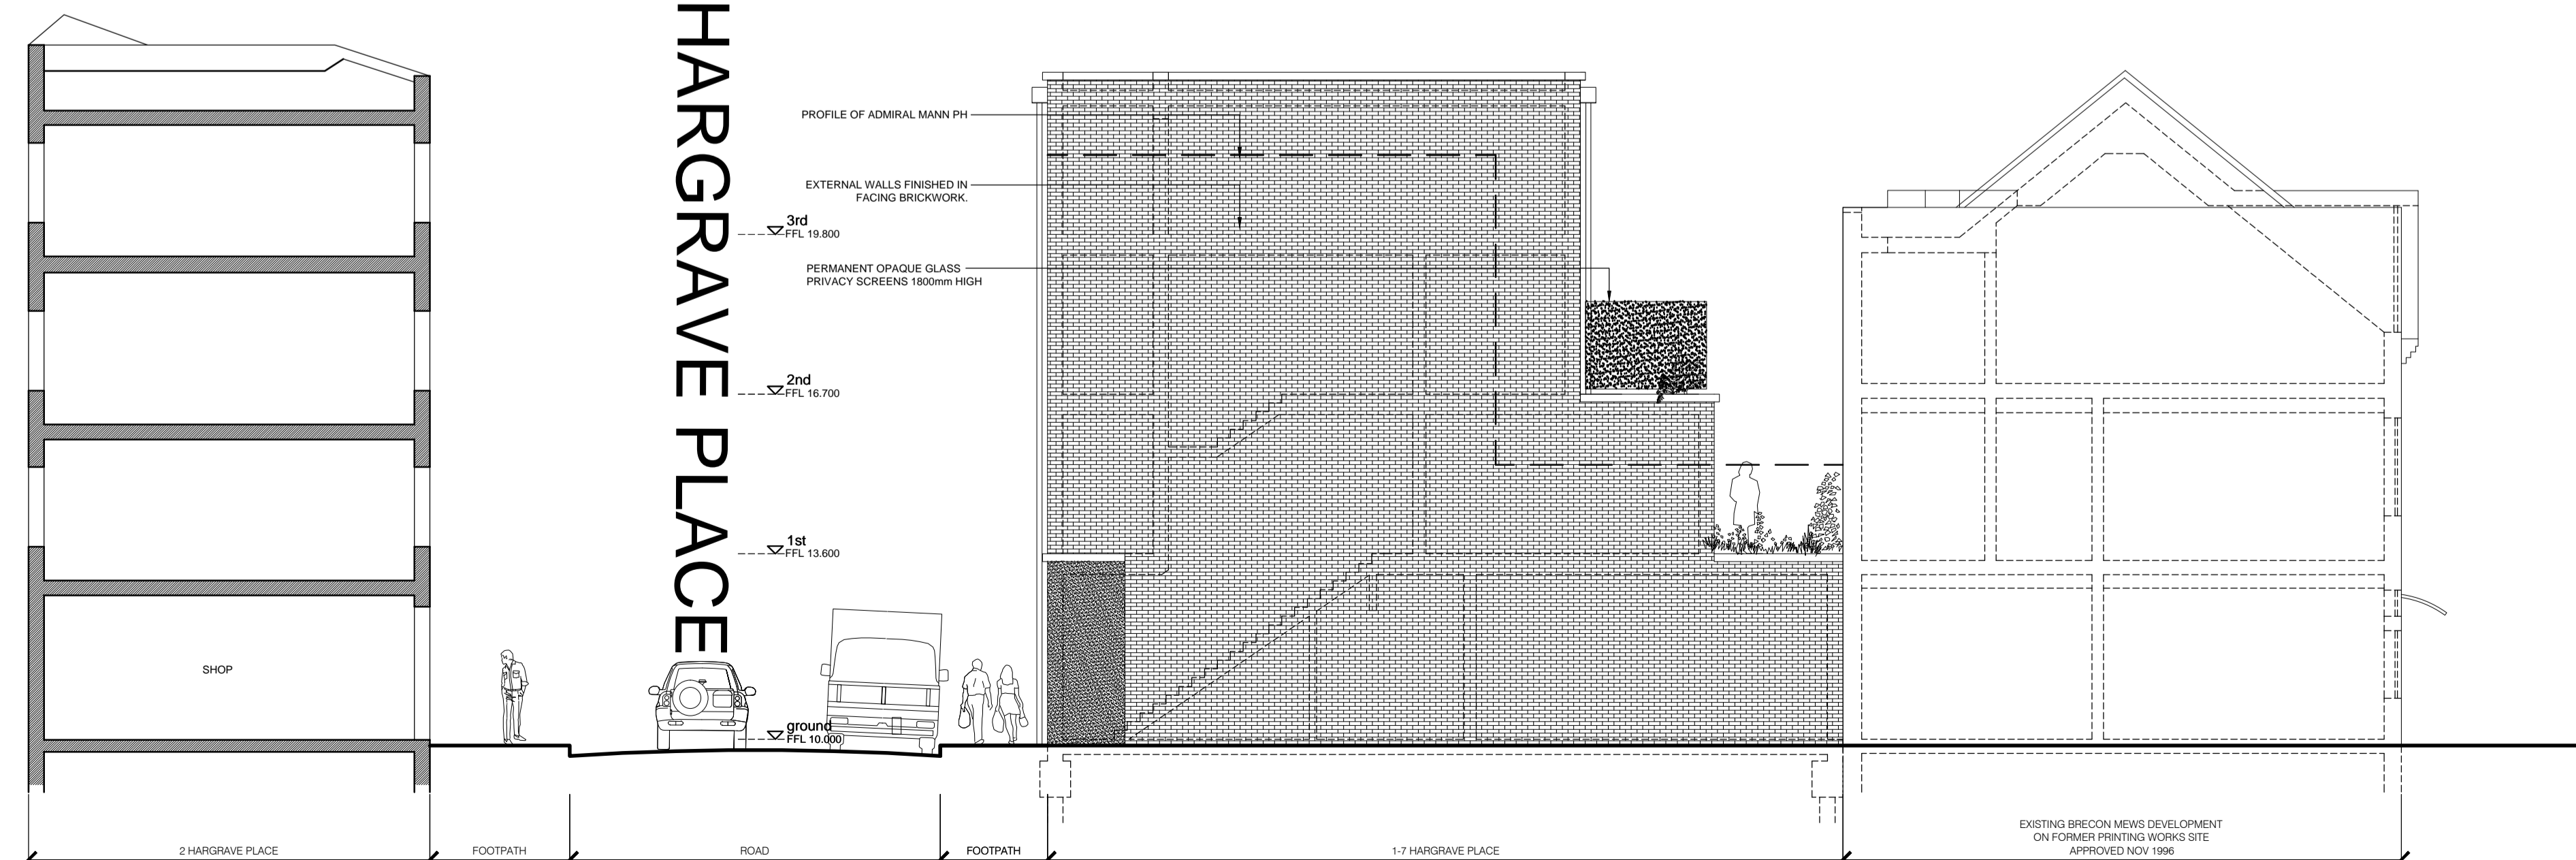 HARGRAVE PLACE
PROFILE OF ADMIRAL MANN PH
EXTERNAL WALLS FINISHED IN
FACING BRICKWORK.
3rd
FFL 19.800
PERMANENT OPAQUE GLASS
PRIVACY SCREENS 1800mm HIGH
2nd
FFL 16.700
1st
FFL 13.600
SHOP
ground
FFL 10.000
2 HARGRAVE PLACE
FOOTPATH
ROAD
FOOTPATH
1-7 HARGRAVE PLACE
EXISTING BRECON MEWS DEVELOPMENT
ON FORMER PRINTING WORKS SITE
APPROVED NOV 1996